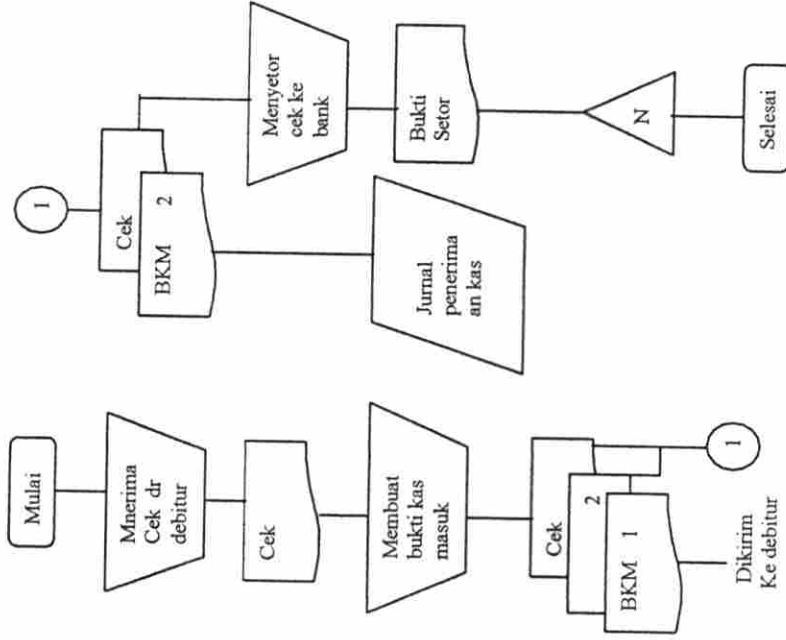 Mulai
Mnerima
Cek dr
debitur
Cek
Membuat
bukti kas
masuk
Cek
2
BKM 1
Dikirim
Ke debitur
1
1
Cek
BKM 2
Menyetor
cek ke
bank
Bukti
Setor
N
Selesai
Jurnal
penerima
an kas